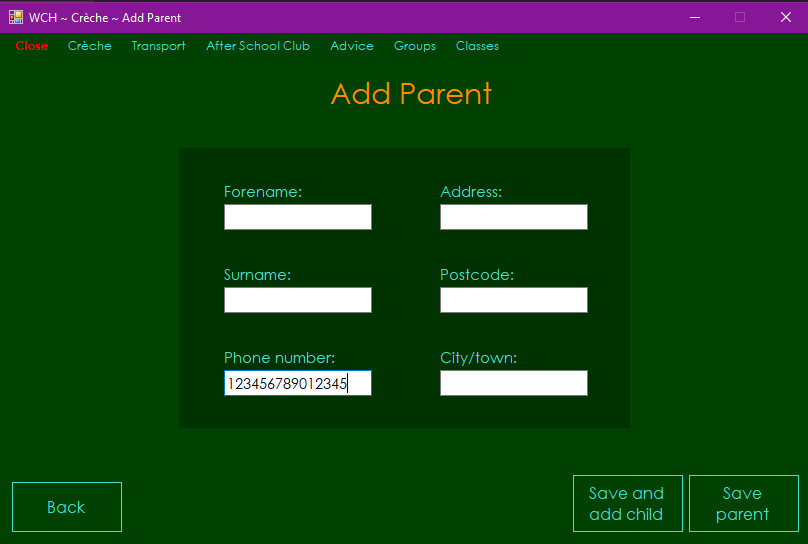 WCH ~ Crèche ~ Add Parent
Close Crèche Transport After School Club Advice Groups Classes
Add Parent
Forename: Address:
Surname: Postcode:
Phone number: City/town:
123456789012345
Back
Save and
add child
Save
parent